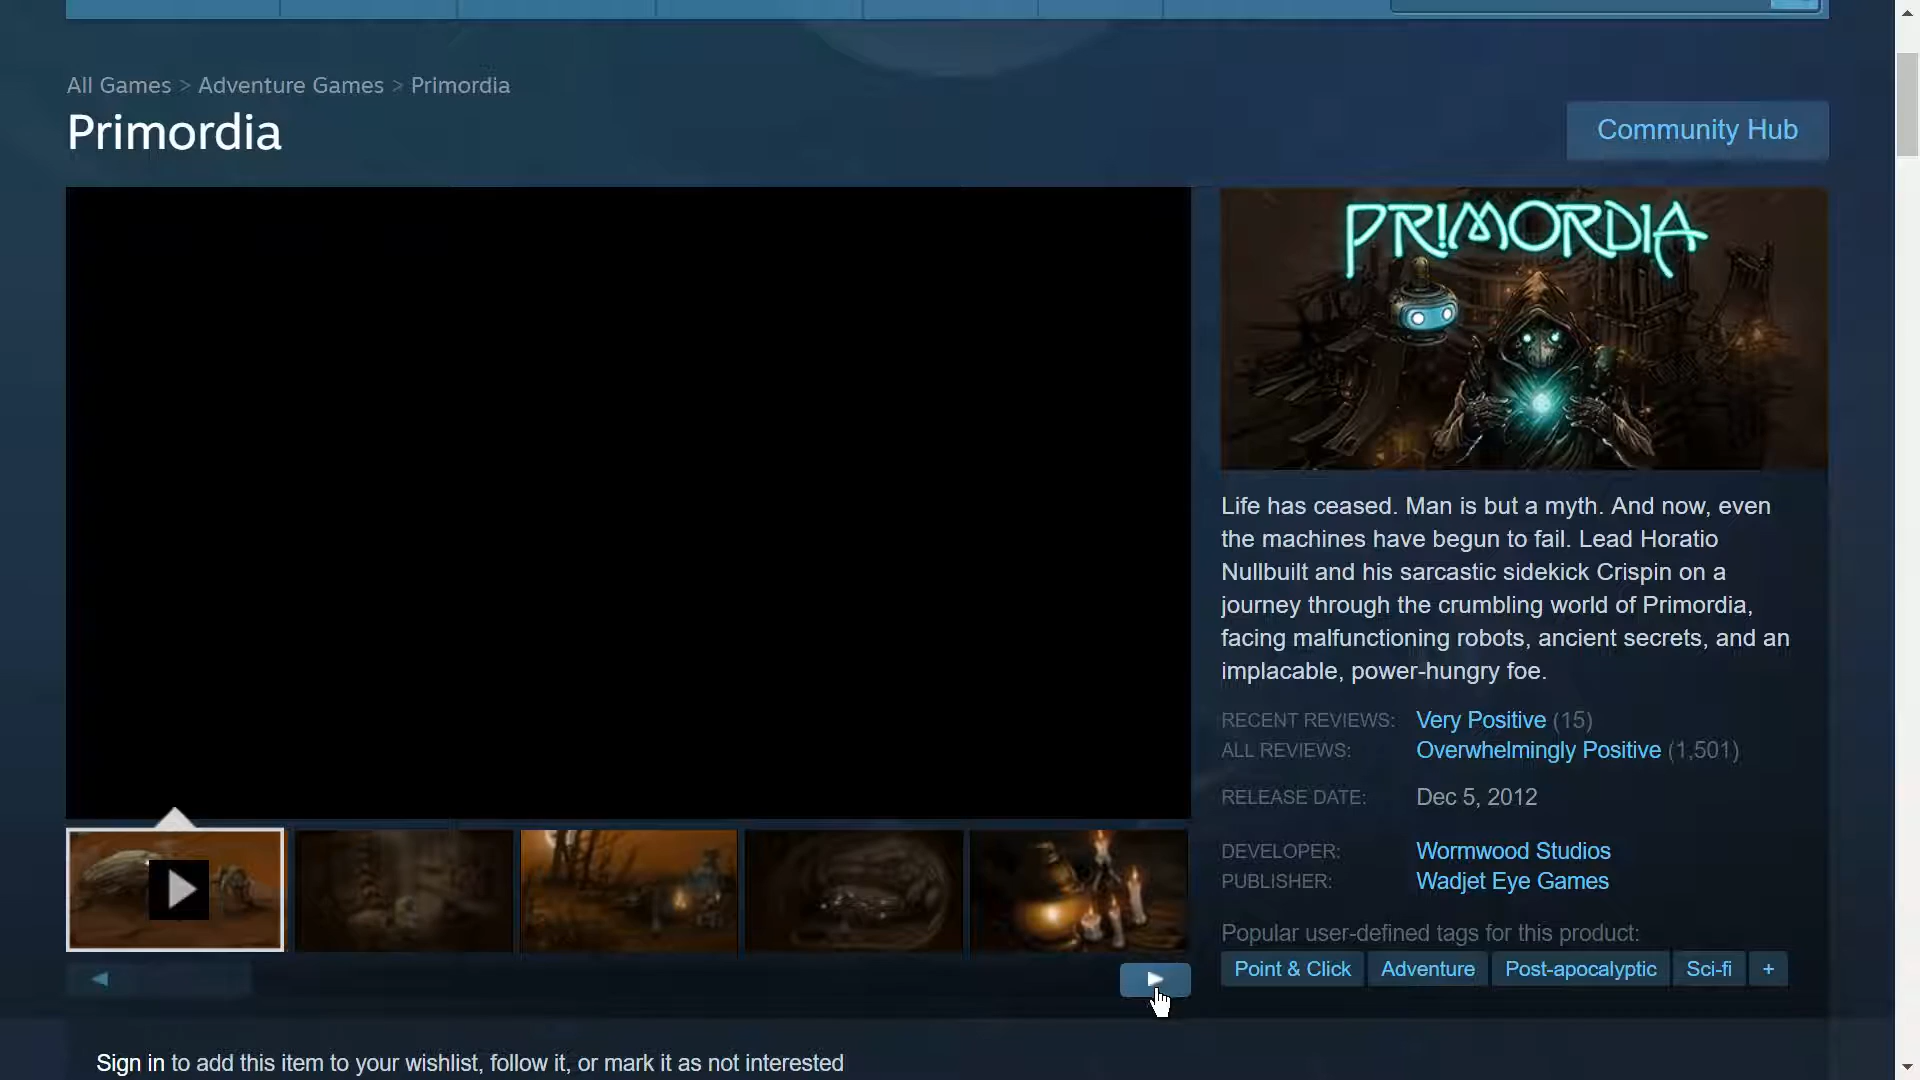 All Games > Adventure Games > Primordia
Primordia
Community Hub
PRIMORDIA
Life has ceased. Man is but a myth. And now, even
the machines have begun to fail. Lead Horatio
Nullbuilt and his sarcastic sidekick Crispin on a
journey through the crumbling world of Primordia,
facing malfunctioning robots, ancient secrets, and an
implacable, power-hungry foe.
RECENT REVIEWS: Very Positive (15)
ALL REVIEWS: Overwhelmingly Positive (1,501)
RELEASE DATE: Dec 5, 2012
DEVELOPER: Wormwood Studios
PUBLISHER: Wadjet Eye Games
Popular user-defined tags for this product:
Point & Click Adventure Post-apocalyptic Sci-fi +
Sign in to add this item to your wishlist, follow it, or mark it as not interested